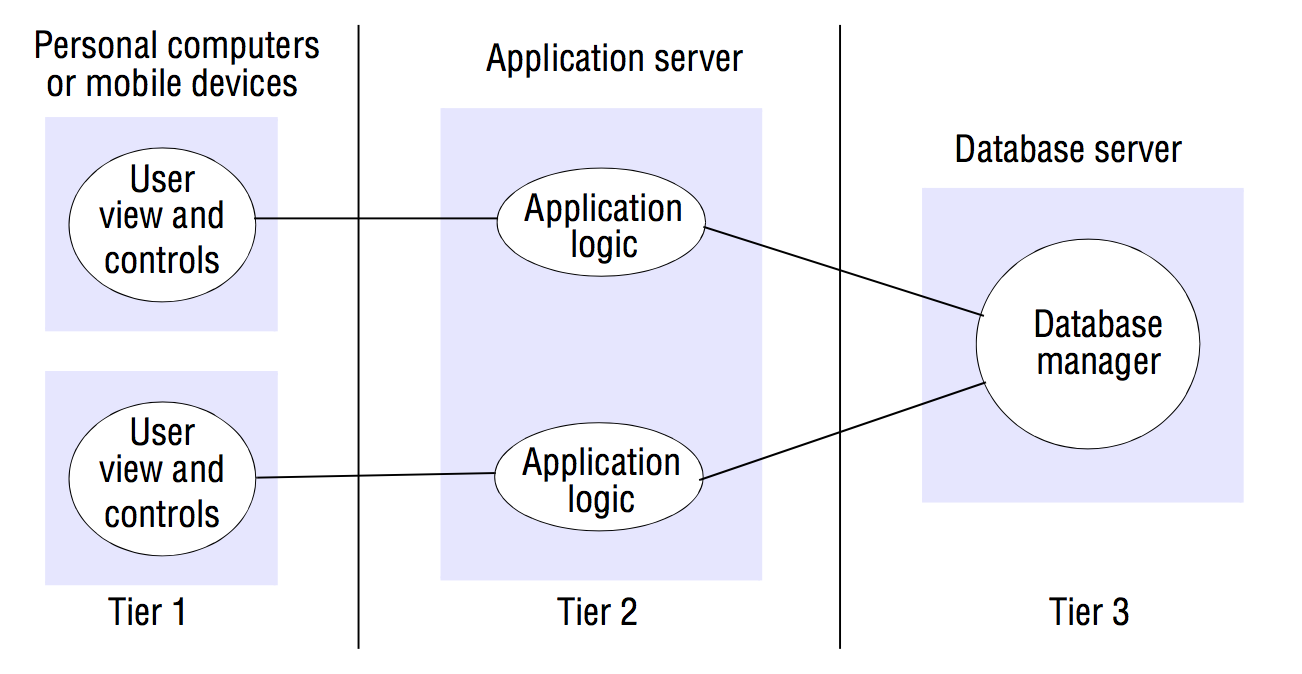 Personal computers
or mobile devices
User
view and
controls
User
view and
controls
Tier 1
Application server
Application
logic
Application
logic
Tier 2
Database server
Database
manager
Tier 3